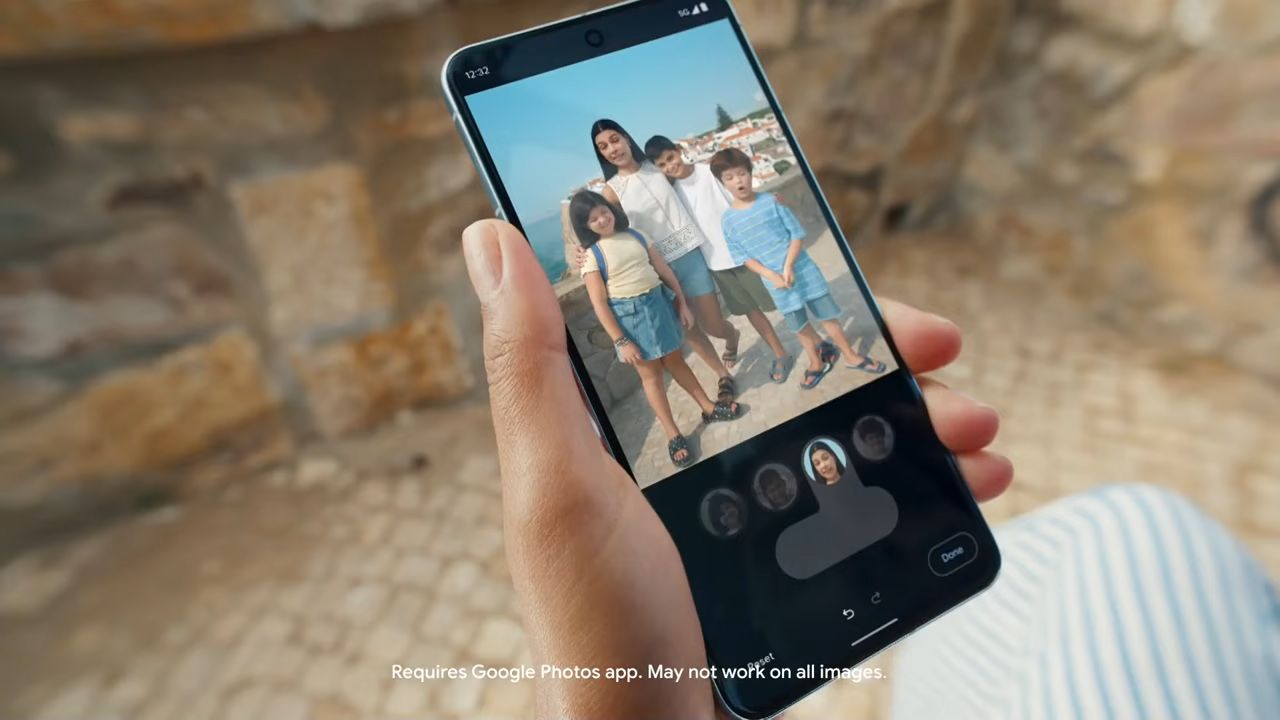 12:32
5G
Done
Reset
Requires Google Photos app. May not work on all images.